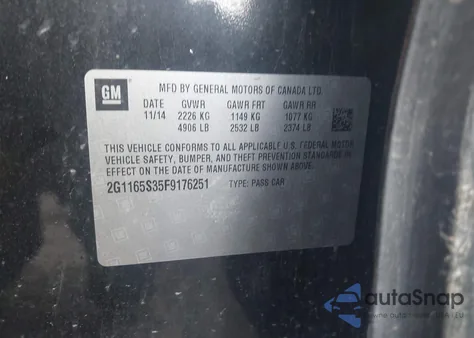 GM
MFD BY GENERAL MOTORS OF CANADA LTD.
DATE GVWR GAWR FRT GAWR RR
11/14 2226 KG 1149 KG 1077 KG
4906 LB 2532 LB 2374 LB
THIS VEHICLE CONFORMS TO ALL APPLICABLE U.S. FEDERAL MOTOR
VEHICLE SAFETY, BUMPER, AND THEFT PREVENTION STANDARDS IN
EFFECT ON THE DATE OF MANUFACTURE SHOWN ABOVE.
2G1165S35F9176251 TYPE: PASS CAR
autoSnap